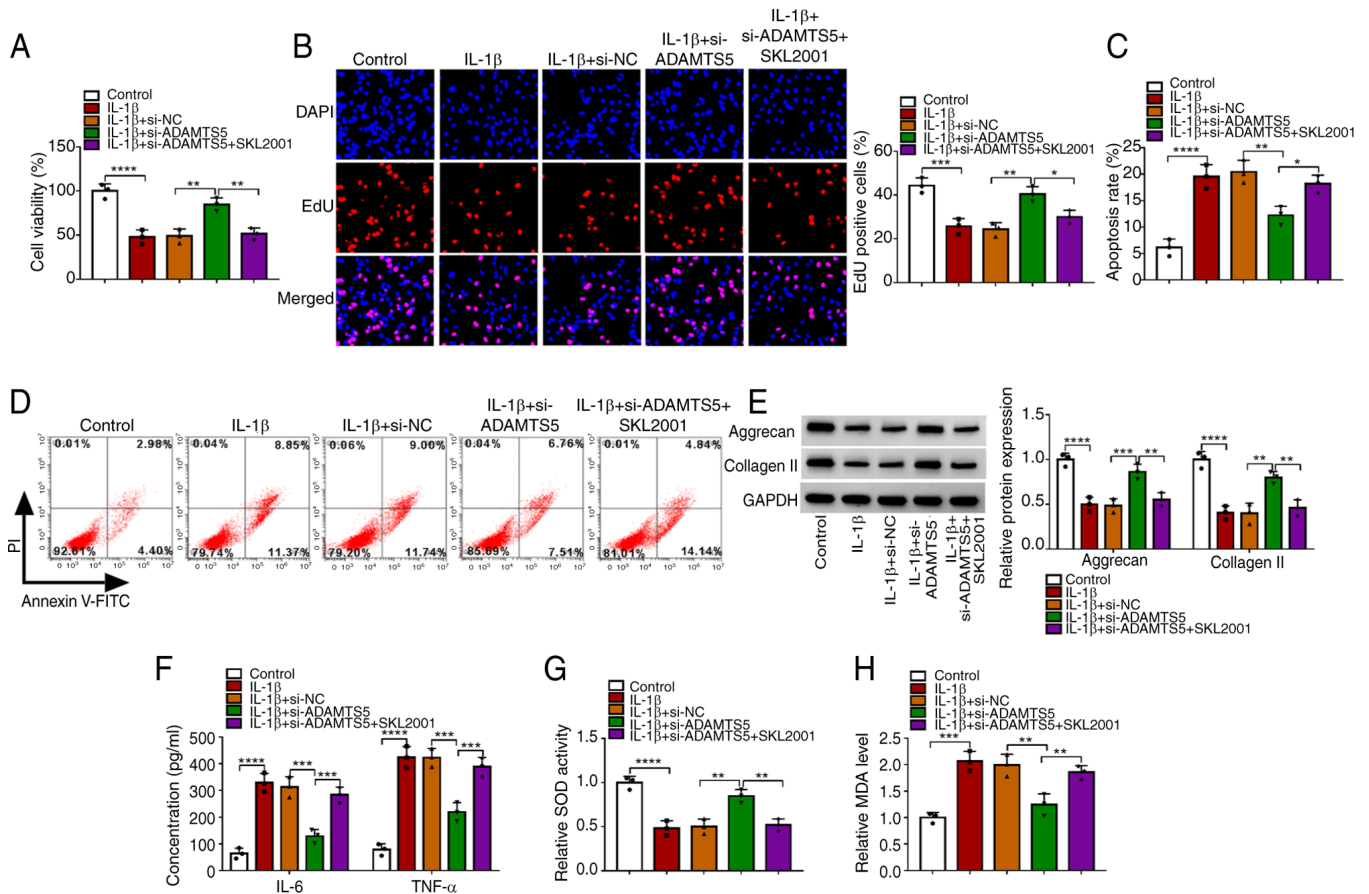 A
Control
IL-1β
IL-1β+si-NC
IL-1β+si-ADAMTS5
IL-1β+si-ADAMTS5+SKL2001
Cell viability (%)
150
100
50
0
****
**
**
B
Control
IL-1β
IL-1β+si-NC
IL-1β+si-
ADAMTS5
IL-1β+
si-ADAMTS5+
SKL2001
DAPI
EdU
Merged
Control
IL-1β
IL-1β+si-NC
IL-1β+si-ADAMTS5
IL-1β+si-ADAMTS5+SKL2001
EdU positive cells (%)
60
40
20
0
***
**
*
C
Control
IL-1β
IL-1β+si-NC
IL-1β+si-ADAMTS5
IL-1β+si-ADAMTS5+SKL2001
Apoptosis rate (%)
25
20
15
10
5
0
****
**
*
D
Control
IL-1β
IL-1β+si-NC
IL-1β+si-
ADAMTS5
IL-1β+si-ADAMTS5+
SKL2001
0.01% 2.98%
92.61% 4.40%
0.04% 8.85%
79.74% 11.37%
0.06% 9.00%
79.20% 11.74%
0.04% 6.76%
85.69% 7.51%
0.01% 4.84%
81.01% 14.14%
PI
Annexin V-FITC
E
Aggrecan
Collagen II
GAPDH
Control
IL-1β
IL-1β+si-NC
IL-1β+si-
ADAMTS5
IL-1β+
si-ADAMTS5+
SKL2001
Relative protein expression
1.5
1.0
0.5
0.0
****
***
**
****
**
**
Aggrecan
Collagen II
Control
IL-1β
IL-1β+si-NC
IL-1β+si-ADAMTS5
IL-1β+si-ADAMTS5+SKL2001
F
Control
IL-1β
IL-1β+si-NC
IL-1β+si-ADAMTS5
IL-1β+si-ADAMTS5+SKL2001
Concentration (pg/ml)
500
400
300
200
100
0
****
***
***
****
***
***
IL-6
TNF-α
G
Control
IL-1β
IL-1β+si-NC
IL-1β+si-ADAMTS5
IL-1β+si-ADAMTS5+SKL2001
Relative SOD activity
1.5
1.0
0.5
0.0
****
**
**
H
Control
IL-1β
IL-1β+si-NC
IL-1β+si-ADAMTS5
IL-1β+si-ADAMTS5+SKL2001
Relative MDA level
2.5
2.0
1.5
1.0
0.5
0.0
***
**
**